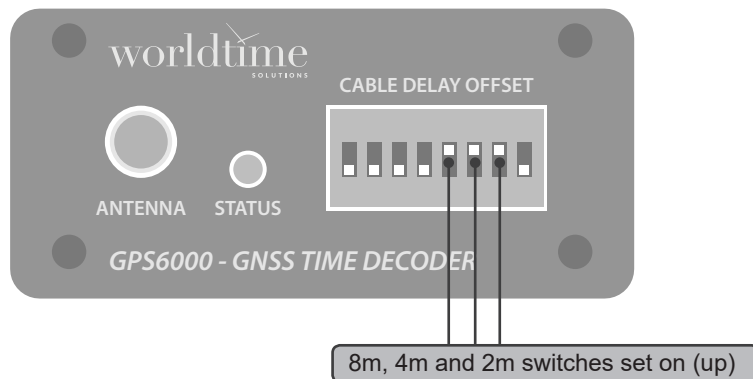 worldtime
SOLUTIONS
CABLE DELAY OFFSET
ANTENNA STATUS
GPS6000 - GNSS TIME DECODER
8m, 4m and 2m switches set on (up)